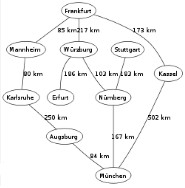 Frankfurt
85 km 217 km 173 km
Mannheim Würzburg Stuttgart
Kassel
80 km 186 km 103 km 183 km
Karlsruhe Erfurt Nürnberg
250 km 502 km
Augsburg 167 km
84 km
München